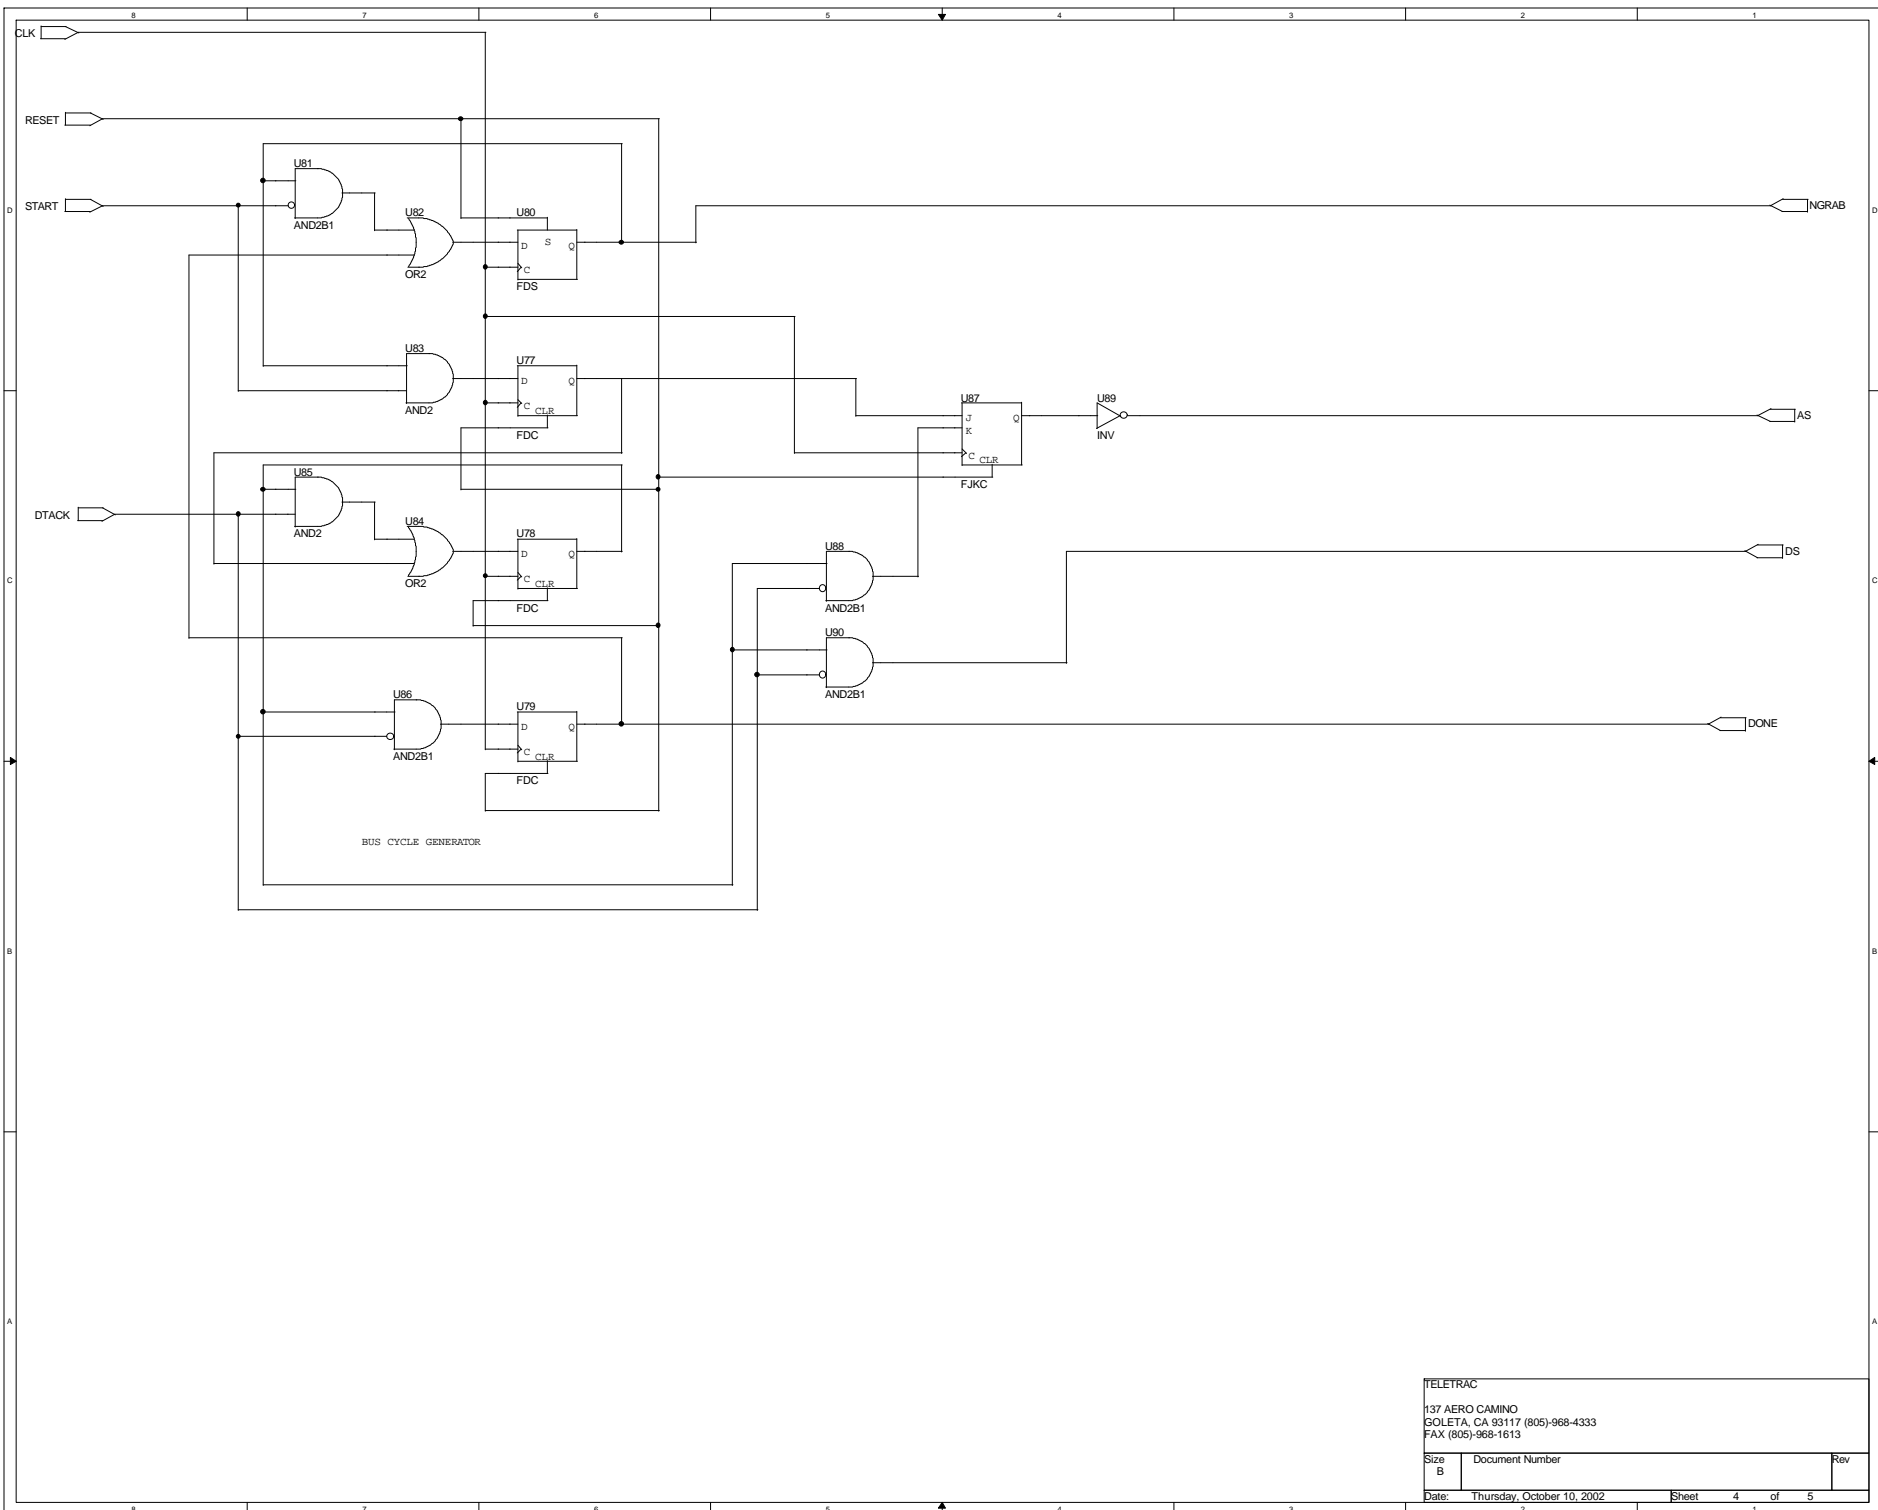 8 7 6 5 4 3 2 1
CLK
RESET
U81
START
AND2B1
D
D
U82
OR2
U80
D S Q
C
FDS
NGRAB
U83
AND2
U77
D Q
C CLR
FDC
U87
J Q
K
C CLR
FJKC
U89
INV
AS
U85
DTACK
AND2
U84
OR2
U78
D Q
C CLR
FDC
U88
AND2B1
DS
C
C
U90
AND2B1
U86
AND2B1
U79
D Q
C CLR
FDC
DONE
BUS CYCLE GENERATOR
B
B
A
A
TELETRAC
137 AERO CAMINO
GOLETA, CA 93117 (805)-968-4333
FAX (805)-968-1613
Size Document Number Rev
B
Date: Thursday, October 10, 2002 Sheet 4 of 5
8 7 6 5 4 3 2 1